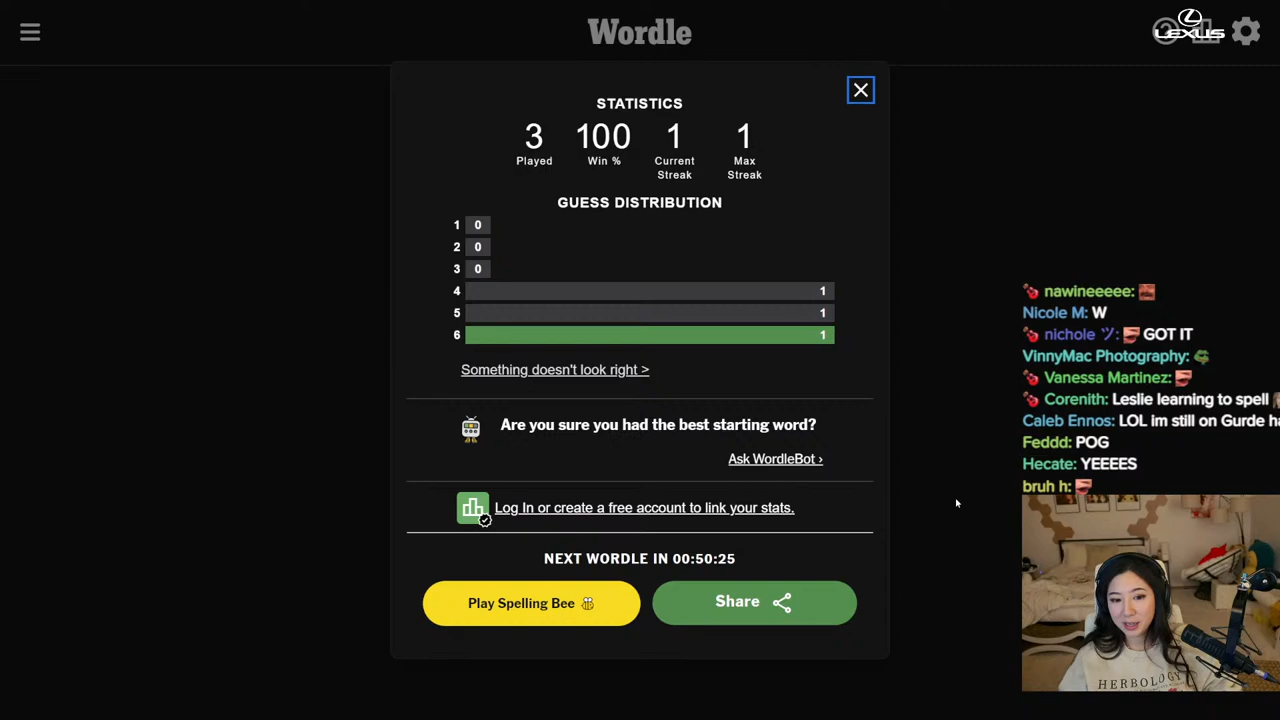 Wordle
LEXUS
STATISTICS
3 100 1 1
Played Win % Current Streak Max Streak
GUESS DISTRIBUTION
1 0
2 0
3 0
4 1
5 1
6 1
Something doesn't look right >
Are you sure you had the best starting word?
Ask WordleBot ›
Log In or create a free account to link your stats.
NEXT WORDLE IN 00:50:25
Play Spelling Bee
Share
nawineeeee:
Nicole M: W
nichole ツ: GOT IT
VinnyMac Photography:
Vanessa Martinez:
Corenith: Leslie learning to spell
Caleb Ennos: LOL im still on Gurde ha
Feddd: POG
Hecate: YEEEES
bruh h:
HERBOLOGY